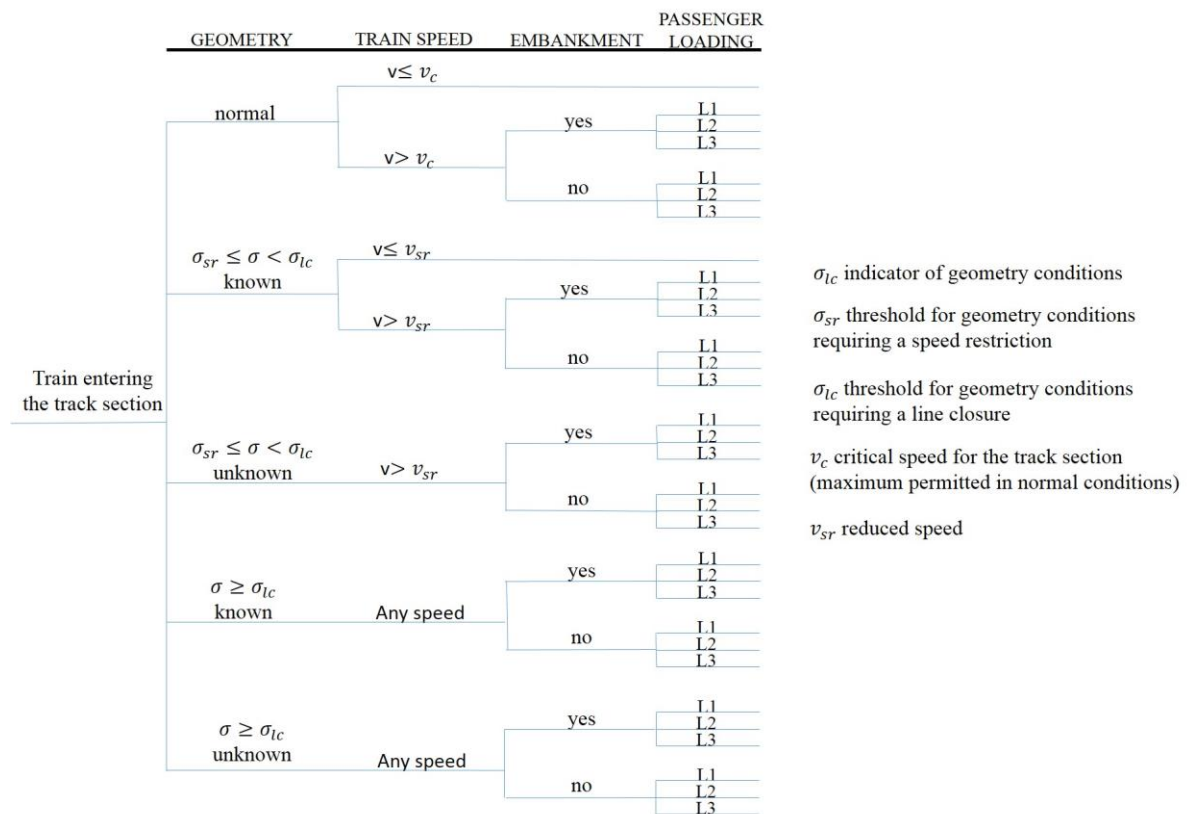 GEOMETRY TRAIN SPEED EMBANKMENT PASSENGER
LOADING
v≤ v_c
normal
L1
yes
L2
L3
v> v_c
L1
no
L2
L3
σ_sr ≤ σ < σ_lc
known
v≤ v_sr
L1
yes
L2
L3
v> v_sr
L1
no
L2
L3
Train entering
the track section
σ_sr ≤ σ < σ_lc
unknown
v> v_sr
L1
yes
L2
L3
L1
no
L2
L3
σ ≥ σ_lc
known
Any speed
L1
yes
L2
L3
L1
no
L2
L3
σ ≥ σ_lc
unknown
Any speed
L1
yes
L2
L3
L1
no
L2
L3
σ_lc indicator of geometry conditions
σ_sr threshold for geometry conditions
requiring a speed restriction
σ_lc threshold for geometry conditions
requiring a line closure
v_c critical speed for the track section
(maximum permitted in normal conditions)
v_sr reduced speed